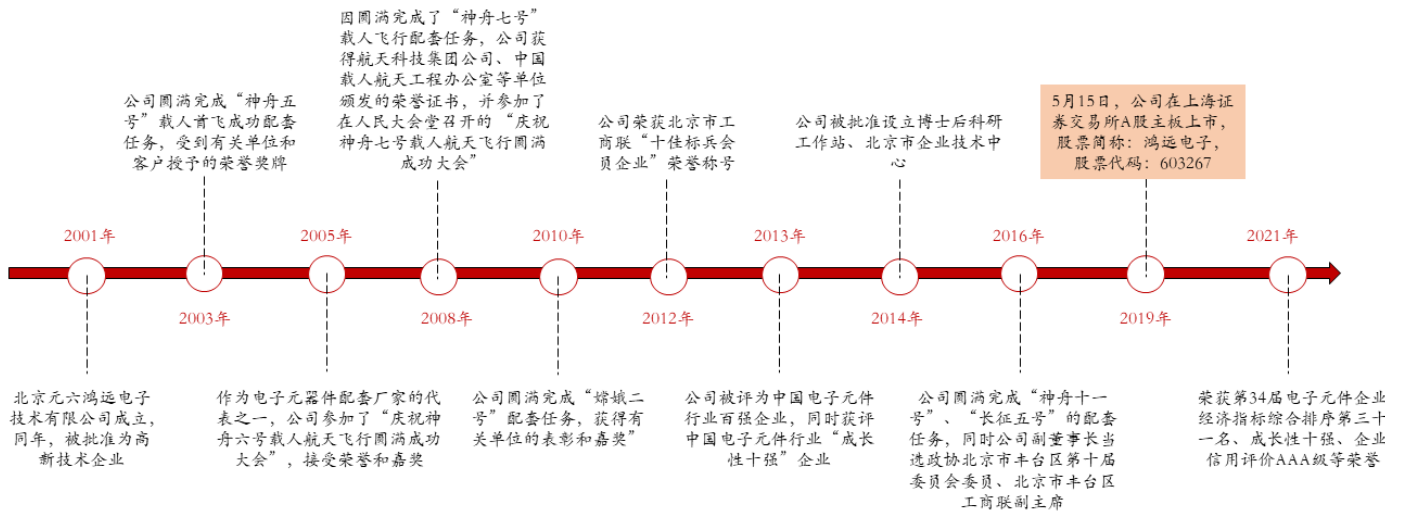 2001年
北京元六鸿远电子
技术有限公司成立，
同年，被批准为高
新技术企业
公司圆满完成“神舟五
号”载人首飞成功配套
任务，受到有关单位和
客户授予的荣誉奖牌
2003年
2005年
作为电子元器件配套厂家的代
表之一，公司参加了“庆祝神
舟六号载人航天飞行圆满成功
大会”，接受荣誉和嘉奖
因圆满完成了“神舟七号”
载人飞行配套任务，公司获
得航天科技集团公司、中国
载人航天工程办公室等单位
颁发的荣誉证书，并参加了
在人民大会堂召开的“庆祝
神舟七号载人航天飞行圆满
成功大会”
2008年
2010年
公司圆满完成“嫦娥二
号”配套任务，获得有
关单位的表彰和嘉奖”
公司荣获北京市工
商联“十佳标兵会
员企业”荣誉称号
2012年
2013年
公司被评为中国电子元件
行业百强企业，同时获评
中国电子元件行业“成长
性十强”企业
公司被批准设立博士后科研
工作站、北京市企业技术中
心
2014年
2016年
公司圆满完成“神舟十一
号”、“长征五号”的配套
任务，同时公司副董事长当
选政协北京市丰台区第十届
委员会委员、北京市丰台区
工商联副主席
5月15日，公司在上海证
券交易所A股主板上市，
股票简称：鸿远电子，
股票代码：603267
2019年
2021年
荣获第34届电子元件企业
经济指标综合排序第三十
一名、成长性十强、企业
信用评价AAA级等荣誉